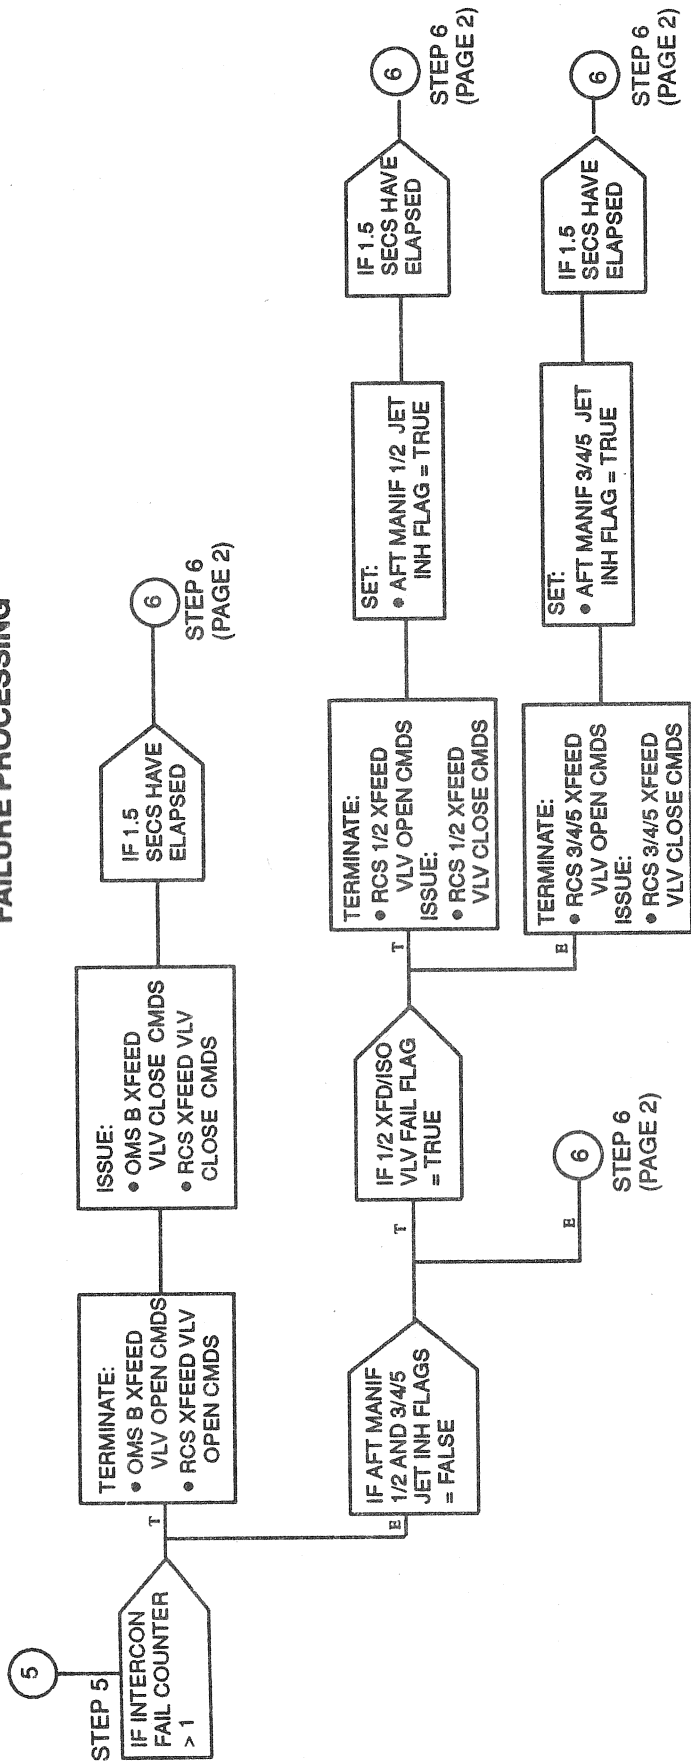 FAILURE PROCESSING
5
STEP 5
IF INTERCON
FAIL COUNTER
> 1
T
TERMINATE:
• OMS B XFEED
VLV OPEN CMDS
• RCS XFEED VLV
OPEN CMDS
ISSUE:
• OMS B XFEED
VLV CLOSE CMDS
• RCS XFEED VLV
CLOSE CMDS
IF 1.5
SECS HAVE
ELAPSED
6
STEP 6
(PAGE 2)
E
IF AFT MANIF
1/2 AND 3/4/5
JET INH FLAGS
= FALSE
T
IF 1/2 XFD/ISO
VLV FAIL FLAG
= TRUE
T
TERMINATE:
• RCS 1/2 XFEED
VLV OPEN CMDS
ISSUE:
• RCS 1/2 XFEED
VLV CLOSE CMDS
SET:
• AFT MANIF 1/2 JET
INH FLAG = TRUE
IF 1.5
SECS HAVE
ELAPSED
6
STEP 6
(PAGE 2)
E
6
STEP 6
(PAGE 2)
E
TERMINATE:
• RCS 3/4/5 XFEED
VLV OPEN CMDS
ISSUE:
• RCS 3/4/5 XFEED
VLV CLOSE CMDS
SET:
• AFT MANIF 3/4/5 JET
INH FLAG = TRUE
IF 1.5
SECS HAVE
ELAPSED
6
STEP 6
(PAGE 2)